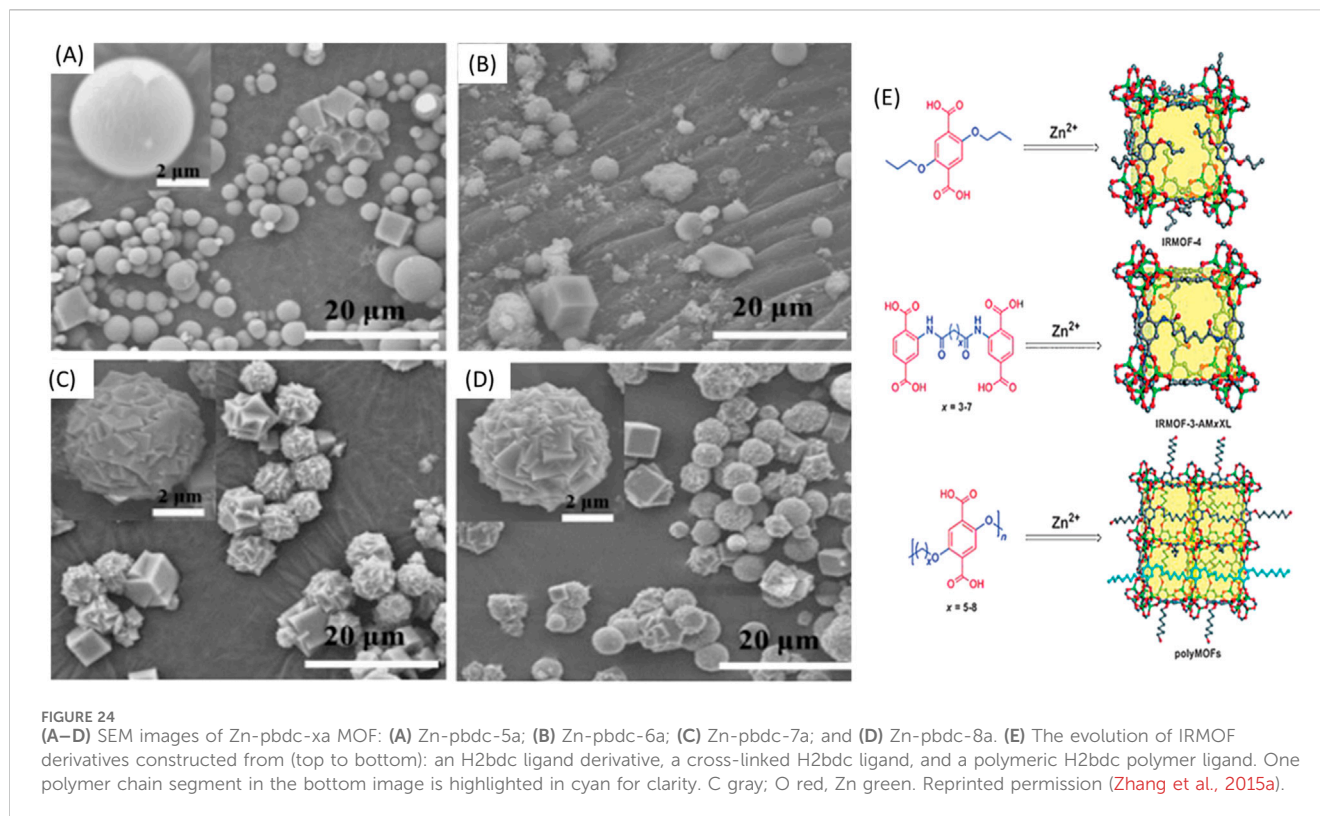 (A)
2 μm
20 μm
(B)
20 μm
(C)
2 μm
20 μm
(D)
2 μm
20 μm
(E)
HO O
O
O
O OH
Zn2+
IRMOF-4
HO O
O OH
H
N
H
N
O x O
O OH
HO O
x = 3-7
Zn2+
IRMOF-3-AMxXL
HO O
O
n
x O
O OH
x = 5-8
Zn2+
polyMOFs
FIGURE 24
(A–D) SEM images of Zn-pbdc-xa MOF: (A) Zn-pbdc-5a; (B) Zn-pbdc-6a; (C) Zn-pbdc-7a; and (D) Zn-pbdc-8a. (E) The evolution of IRMOF
derivatives constructed from (top to bottom): an H2bdc ligand derivative, a cross-linked H2bdc ligand, and a polymeric H2bdc polymer ligand. One
polymer chain segment in the bottom image is highlighted in cyan for clarity. C gray; O red, Zn green. Reprinted permission (Zhang et al., 2015a).